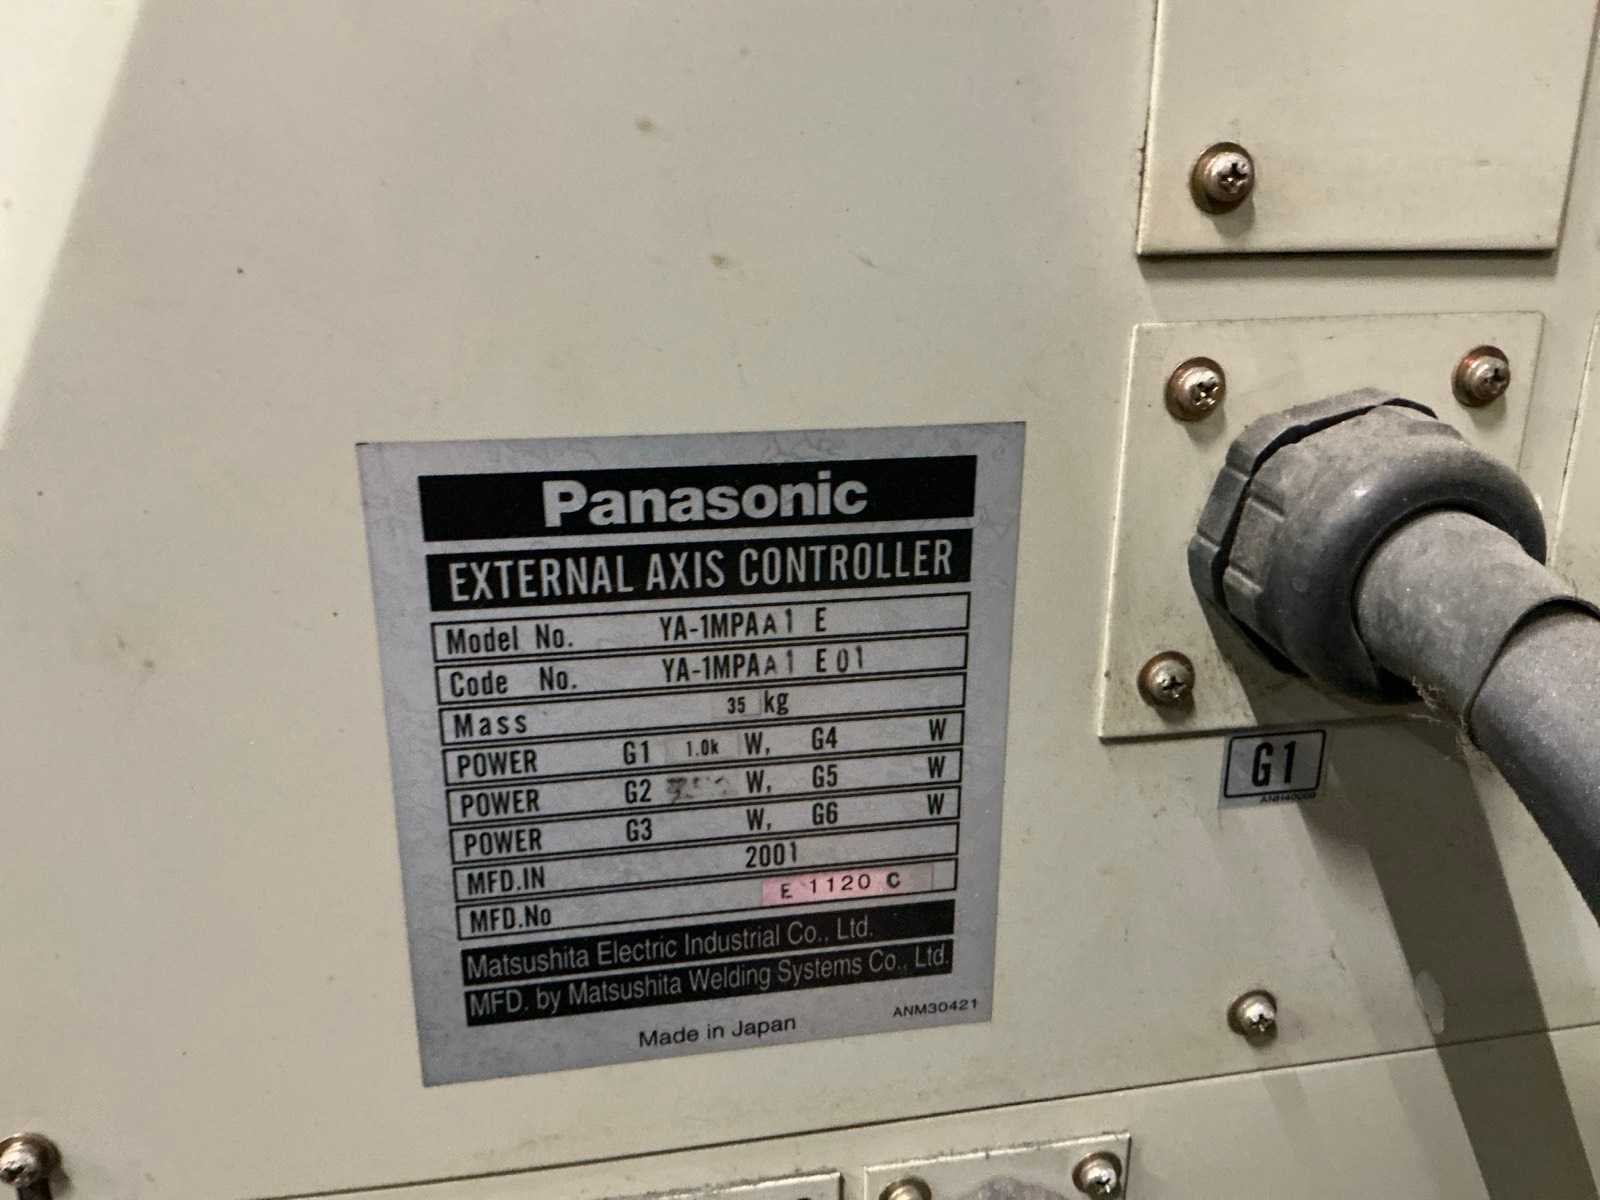 Panasonic
EXTERNAL AXIS CONTROLLER
Model No. YA-1MPAA1 E
Code No. YA-1MPAA1 E01
Mass 35 kg
POWER G1 1.0k W, G4 W
POWER G2 W, G5 W
POWER G3 W, G6 W
MFD.IN 2001
MFD.No E 1120 C
Matsushita Electric Industrial Co., Ltd.
MFD. by Matsushita Welding Systems Co., Ltd.
Made in Japan ANM30421
G1